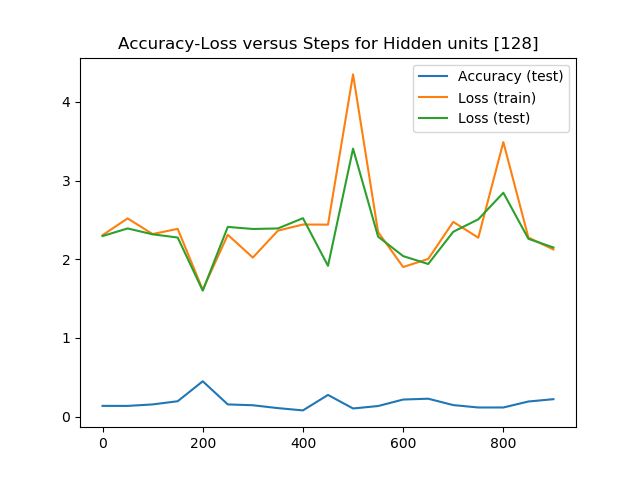 Accuracy-Loss versus Steps for Hidden units [128]
Accuracy (test)
Loss (train)
Loss (test)
4
3
2
1
0
0 200 400 600 800